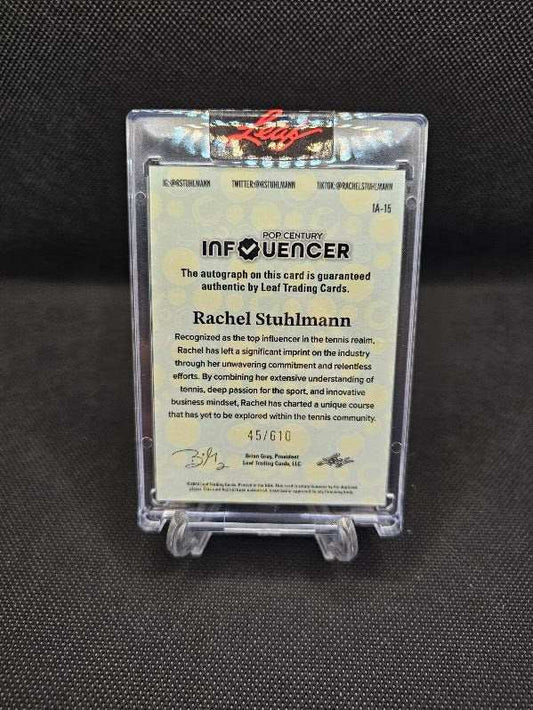 Leaf
IG:@RSTUHLMANN TWITTER:@RSTUHLMANN TIKTOK:@RACHELSTUHLMANN
IA-15
POP CENTURY
INFLUENCER
The autograph on this card is guaranteed
authentic by Leaf Trading Cards.
Rachel Stuhlmann
Recognized as the top influencer in the tennis realm,
Rachel has left a significant imprint on the industry
through her unwavering commitment and relentless
efforts. By combining her extensive understanding of
tennis, deep passion for the sport, and innovative
business mindset, Rachel has charted a unique course
that has yet to be explored within the tennis community.
45/610
Brian Gray, President
Leaf Trading Cards, LLC
Leaf